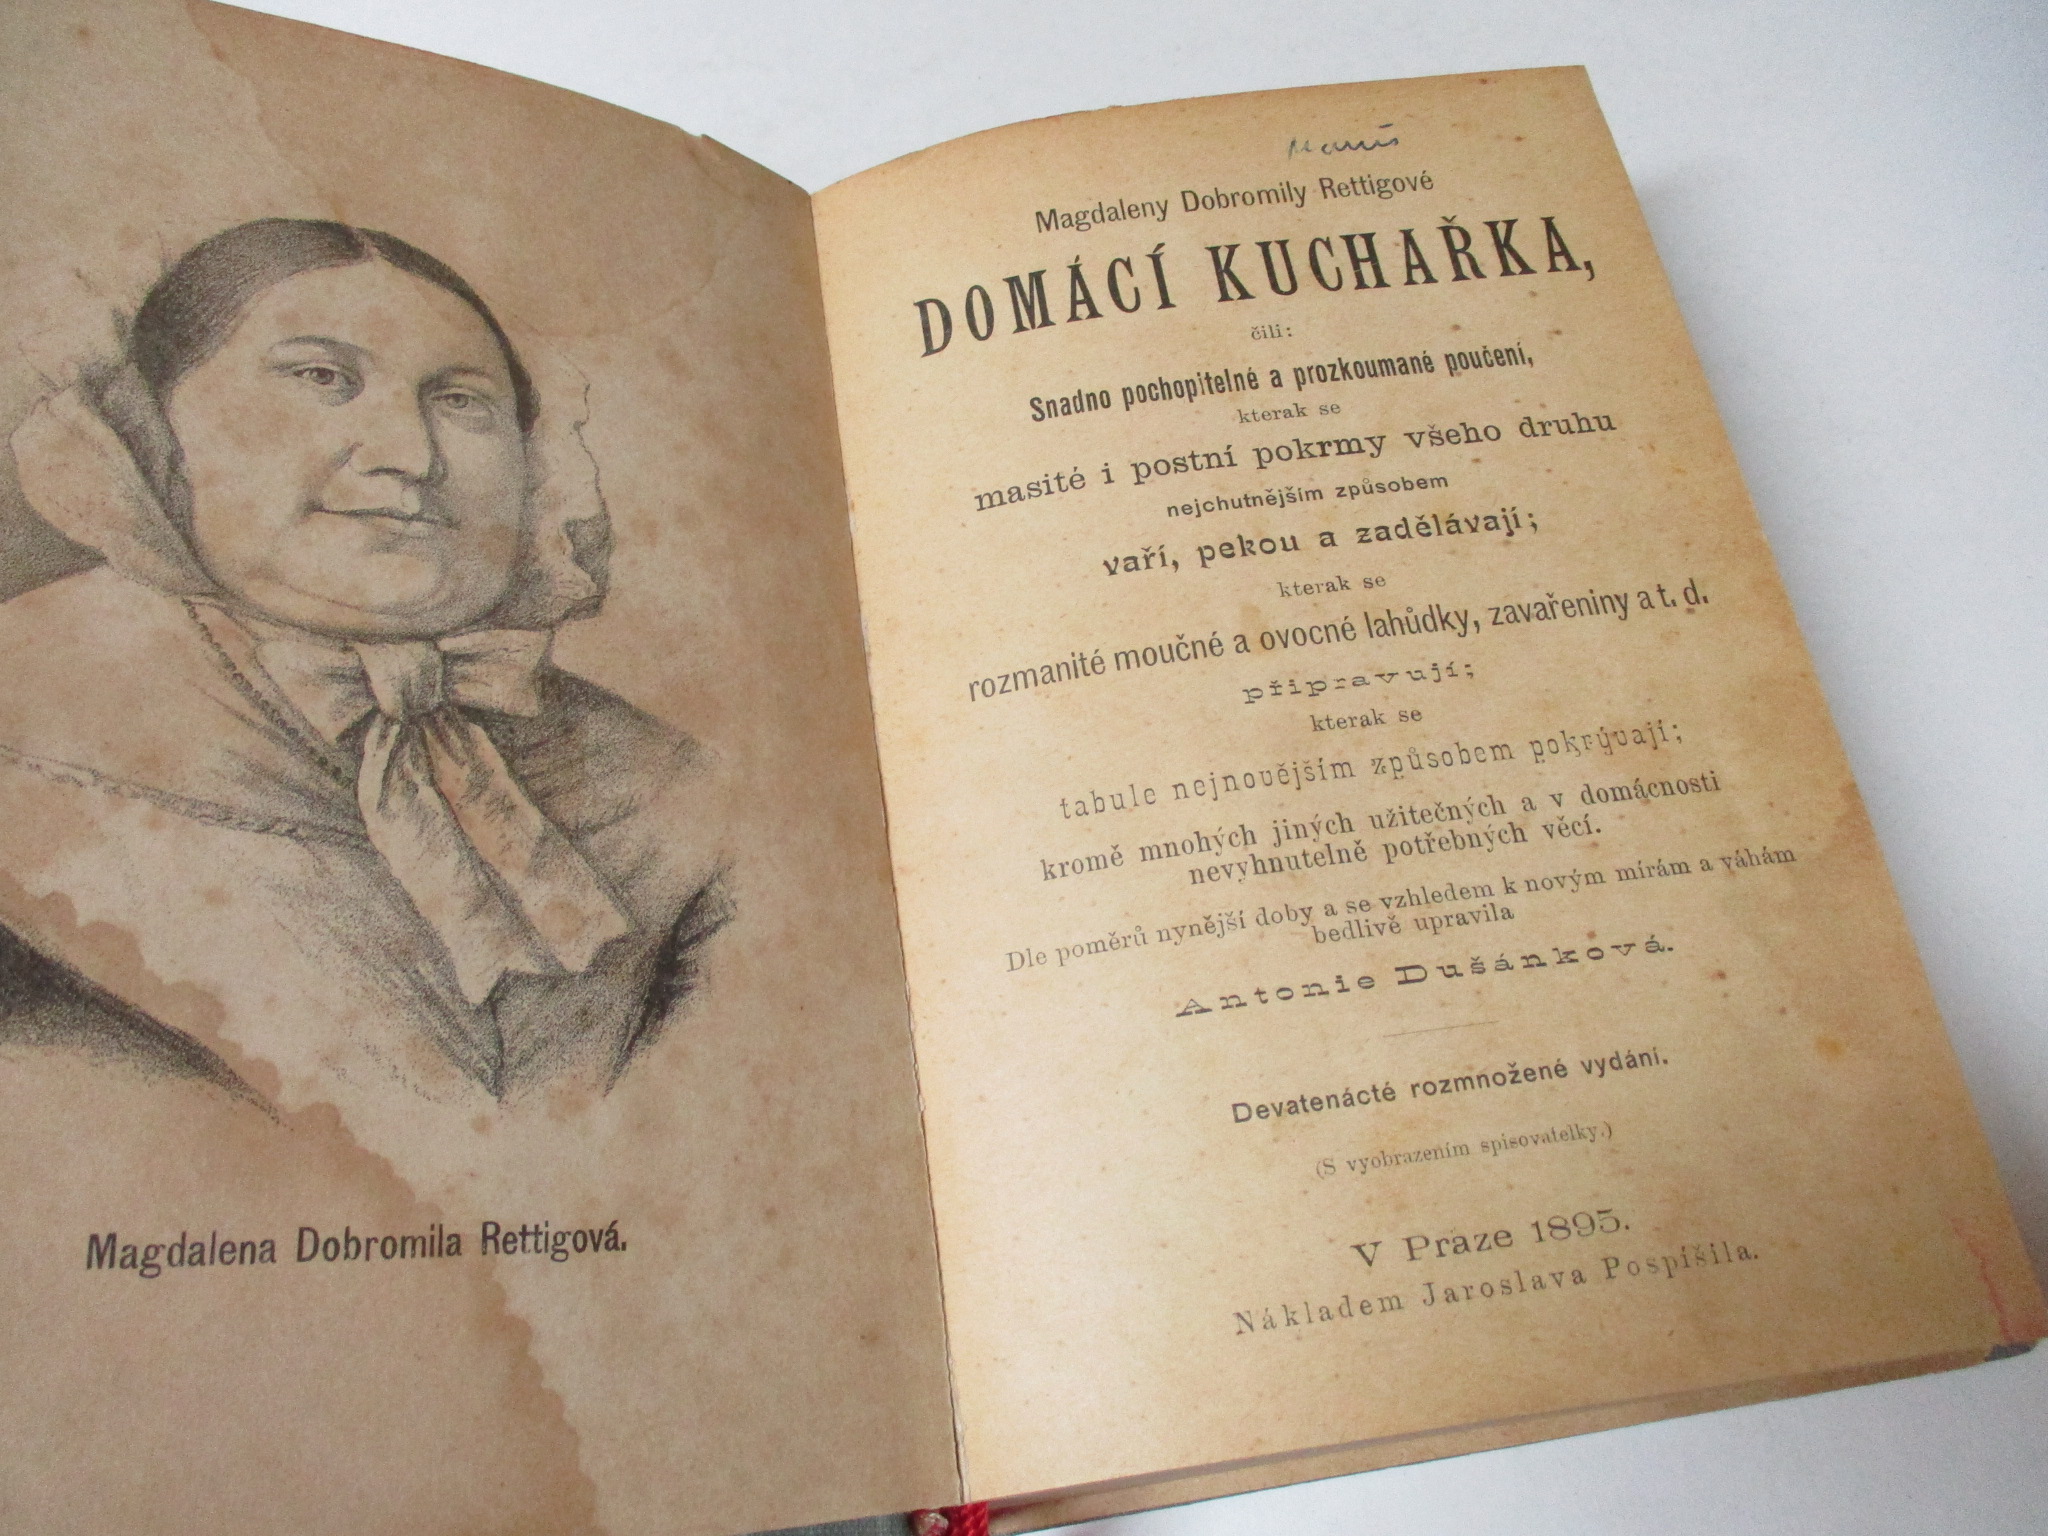 Magdalena Dobromila Rettigová.
Magdaleny Dobromily Rettigové
DOMÁCÍ KUCHAŘKA,
čili:
Snadno pochopitelné a prozkoumané poučení,
kterak se
masité i postní pokrmy všeho druhu
nejchutnějším způsobem
vaří, pekou a zadělávají;
kterak se
rozmanité moučné a ovocné lahůdky, zavařeniny a t. d.
připravují;
kterak se
tabule nejnovějším způsobem pokrývají;
kromě mnohých jiných užitečných a v domácnosti
nevyhnutelně potřebných věcí.
Dle poměrů nynější doby a se vzhledem k novým mírám a váhám
bedlivě upravila
Antonie Dušánková.
Devatenácté rozmnožené vydání.
(S vyobrazením spisovatelky.)
V Praze 1895.
Nákladem Jaroslava Pospíšila.